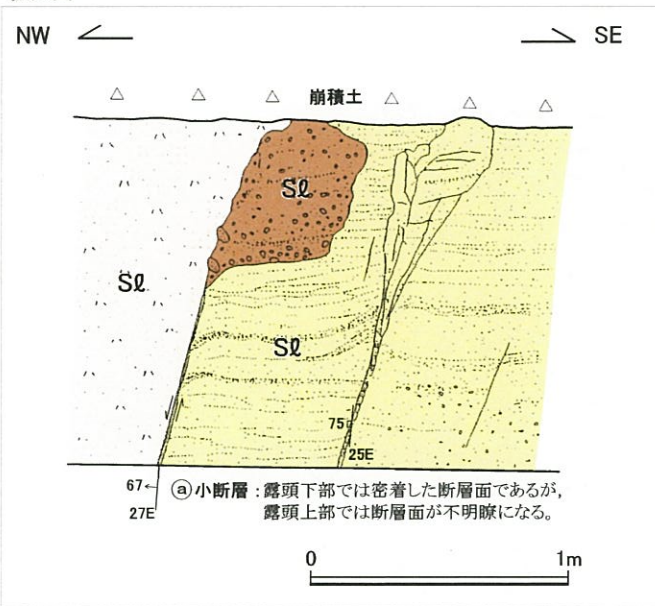 NW SE
崩積土
Sℓ
Sℓ
Sℓ
75
25E
67
27E
ⓐ小断層:露頭下部では密着した断層面であるが,
露頭上部では断層面が不明瞭になる。
0 1m